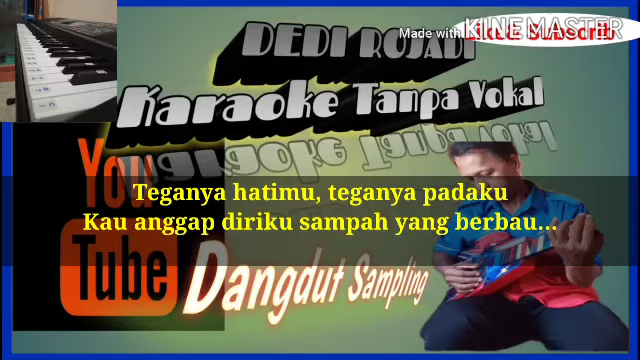 Made with
KINEMASTER
DEDI ROJADI
Karaoke Tanpa Vokal
You
Tube
Teganya hatimu, teganya padaku
Kau anggap diriku sampah yang berbau...
Dangdut Sampling